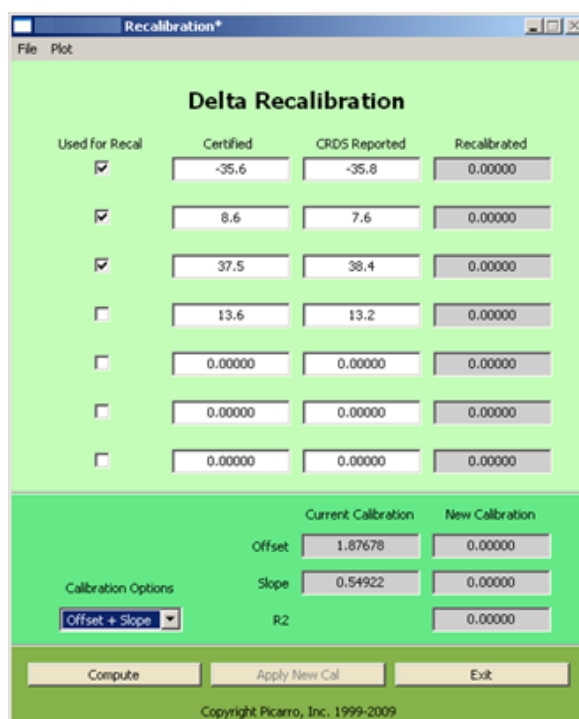 Recalibration*
File Plot
Delta Recalibration
Used for Recal Certified CRDS Reported Recalibrated
-35.6 -35.8 0.00000
8.6 7.6 0.00000
37.5 38.4 0.00000
13.6 13.2 0.00000
0.00000 0.00000 0.00000
0.00000 0.00000 0.00000
0.00000 0.00000 0.00000
Current Calibration New Calibration
Offset 1.87678 0.00000
Calibration Options Slope 0.54922 0.00000
Offset + Slope R2 0.00000
Compute Apply New Cal Exit
Copyright Picarro, Inc. 1999-2009